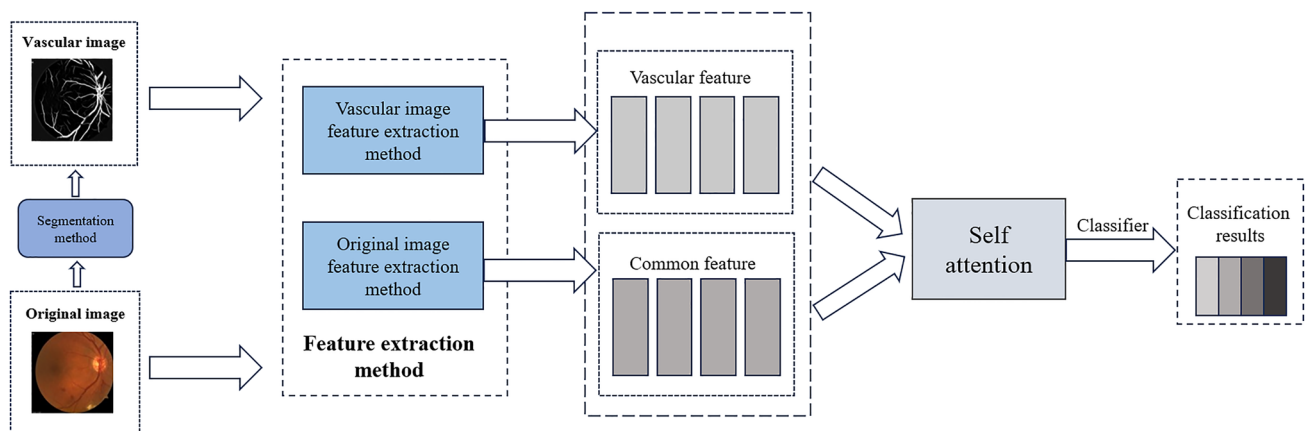 Vascular image
Segmentation
method
Original image
Vascular image
feature extraction
method
Original image
feature extraction
method
Feature extraction
method
Vascular feature
Common feature
Self
attention
Classifier
Classification
results